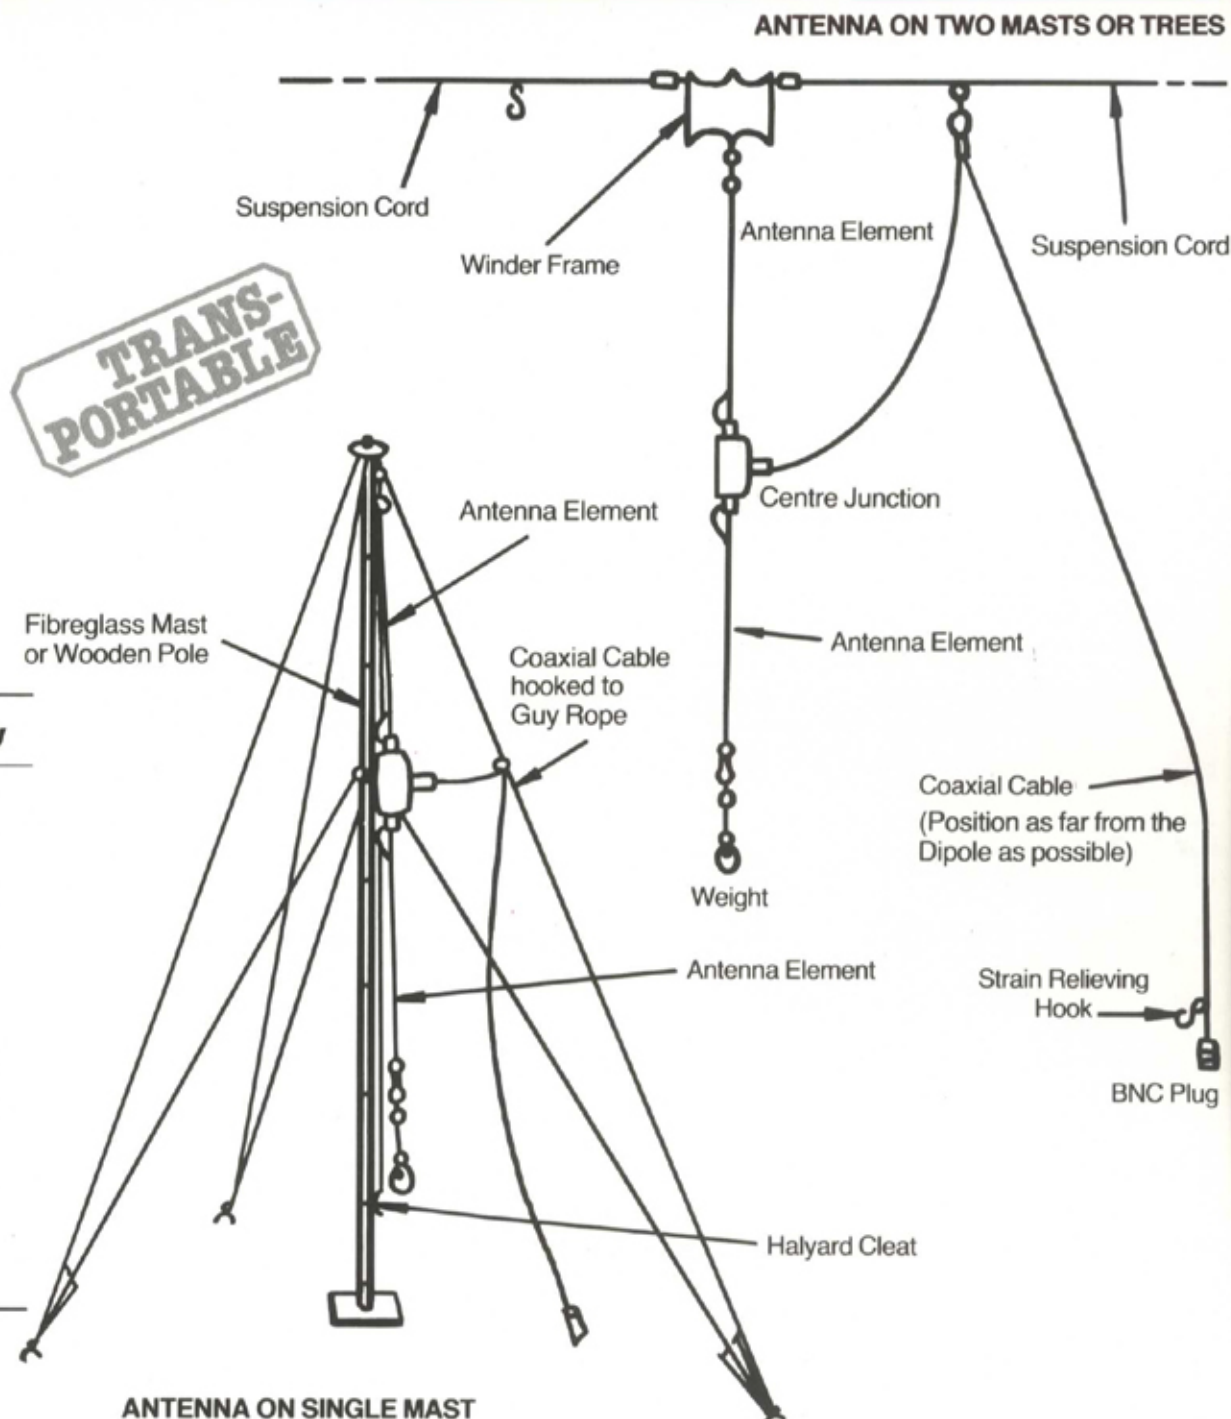 ANTENNA ON TWO MASTS OR TREES
Suspension Cord
Winder Frame
Antenna Element
Suspension Cord
TRANS-
PORTABLE
Centre Junction
Antenna Element
Fibreglass Mast
or Wooden Pole
Coaxial Cable
hooked to
Guy Rope
Antenna Element
Coaxial Cable
(Position as far from the
Dipole as possible)
Weight
Antenna Element
Strain Relieving
Hook
BNC Plug
Halyard Cleat
ANTENNA ON SINGLE MAST